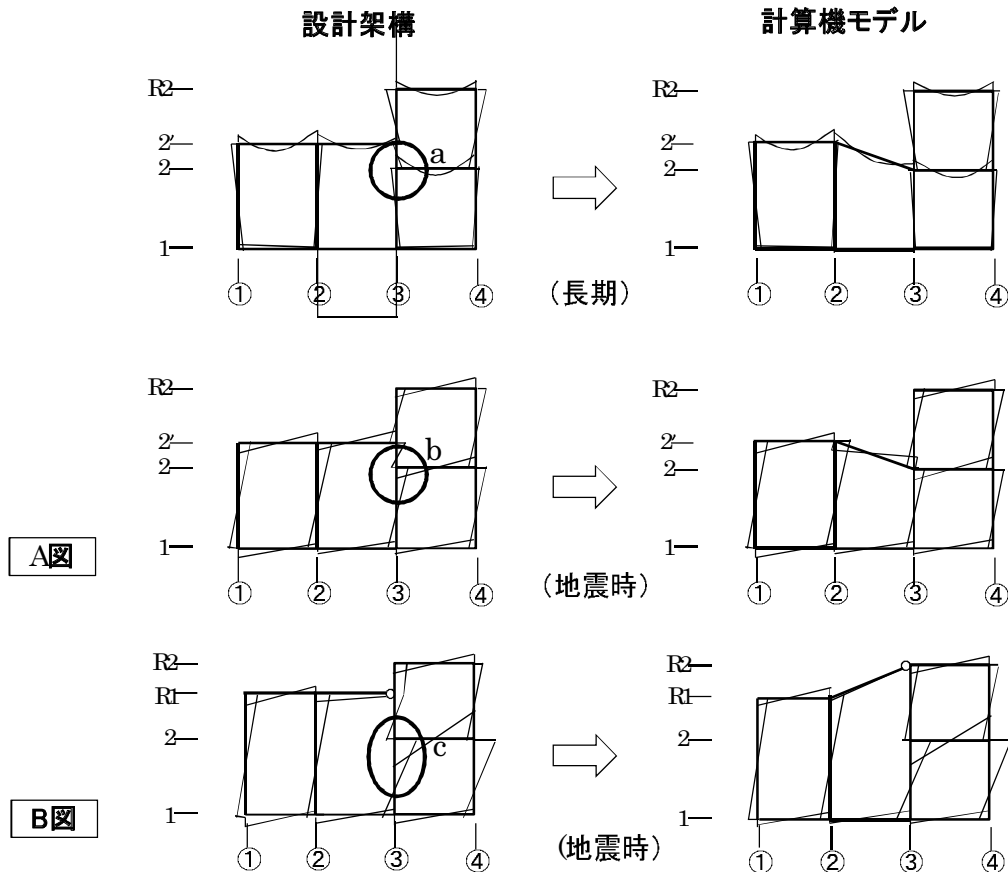 設計架構 計算機モデル
R2 R2
2' 2'
2 a 2
1 1
① ② ③ ④ (長期) ① ② ③ ④
R2 R2
2' 2'
2 b 2
1 1
A図
① ② ③ ④ (地震時) ① ② ③ ④
R2 R2
R1 R1
2 c 2
1 1
B図
① ② ③ ④ (地震時) ① ② ③ ④